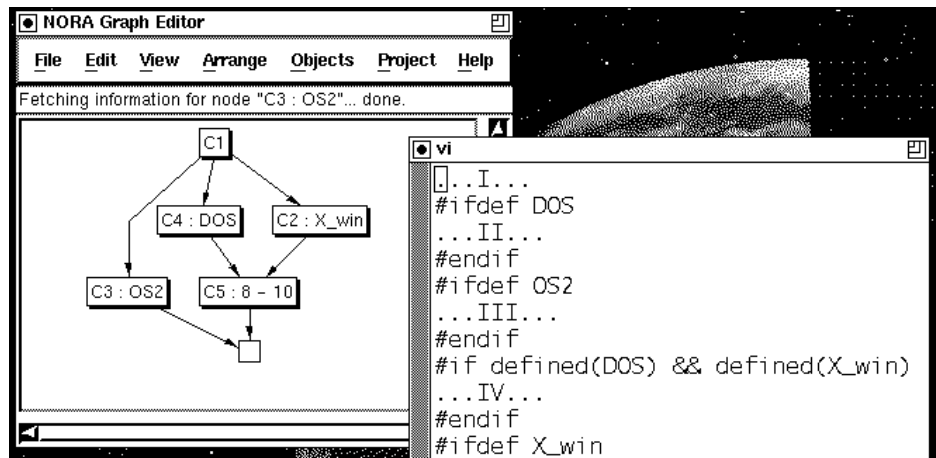 NORA Graph Editor
File Edit View Arrange Objects Project Help
Fetching information for node "C3 : OS2"... done.
C1
C4 : DOS
C2 : X_win
C3 : OS2
C5 : 8 – 10
vi
...I...
#ifdef DOS
...II...
#endif
#ifdef OS2
...III...
#endif
#if defined(DOS) && defined(X_win)
...IV...
#endif
#ifdef X_win